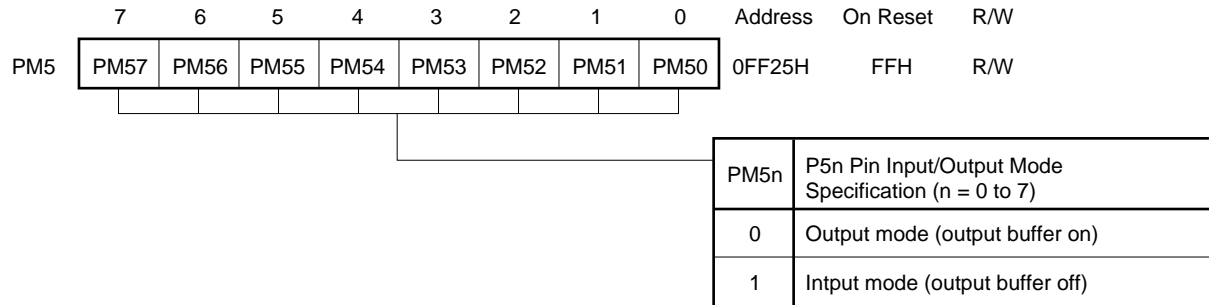 7 6 5 4 3 2 1 0 Address On Reset R/W
PM5 PM57 PM56 PM55 PM54 PM53 PM52 PM51 PM50 0FF25H FFH R/W
PM5n P5n Pin Input/Output Mode
Specification (n = 0 to 7)
0 Output mode (output buffer on)
1 Intput mode (output buffer off)